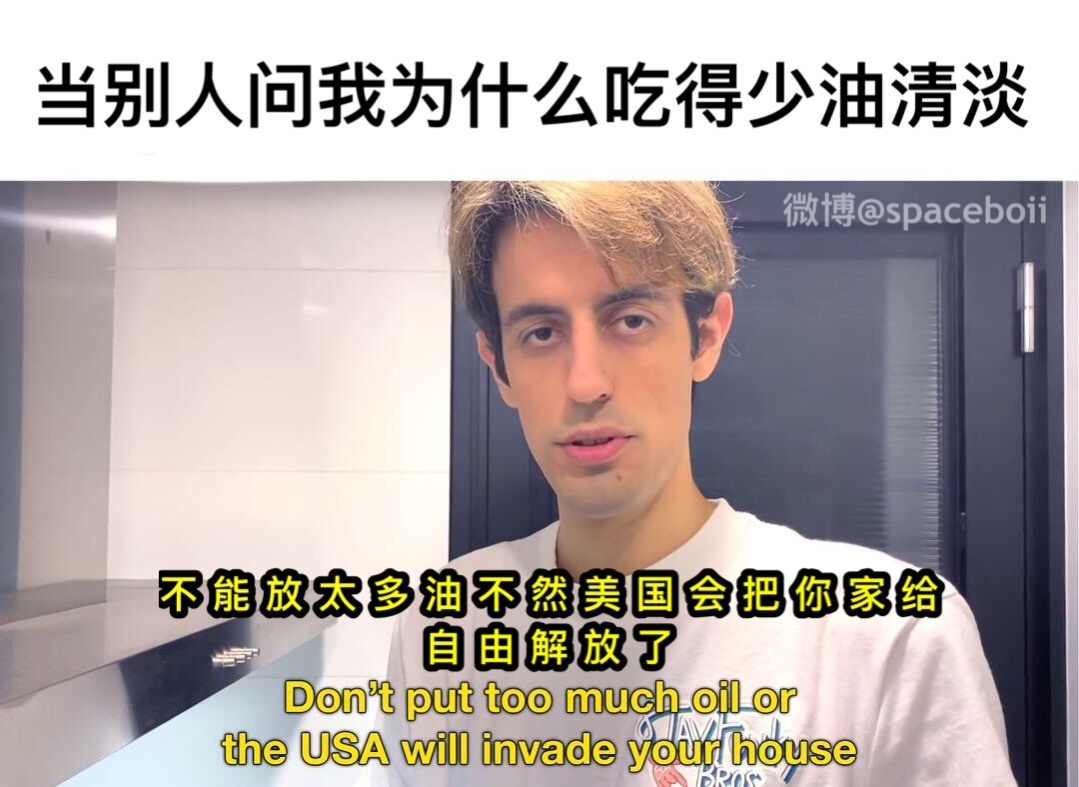 当别人问我为什么吃得少油清淡
微博@spaceboii
不能放太多油不然美国会把你家给
自由解放了
Don't put too much oil or
the USA will invade your house
BROS